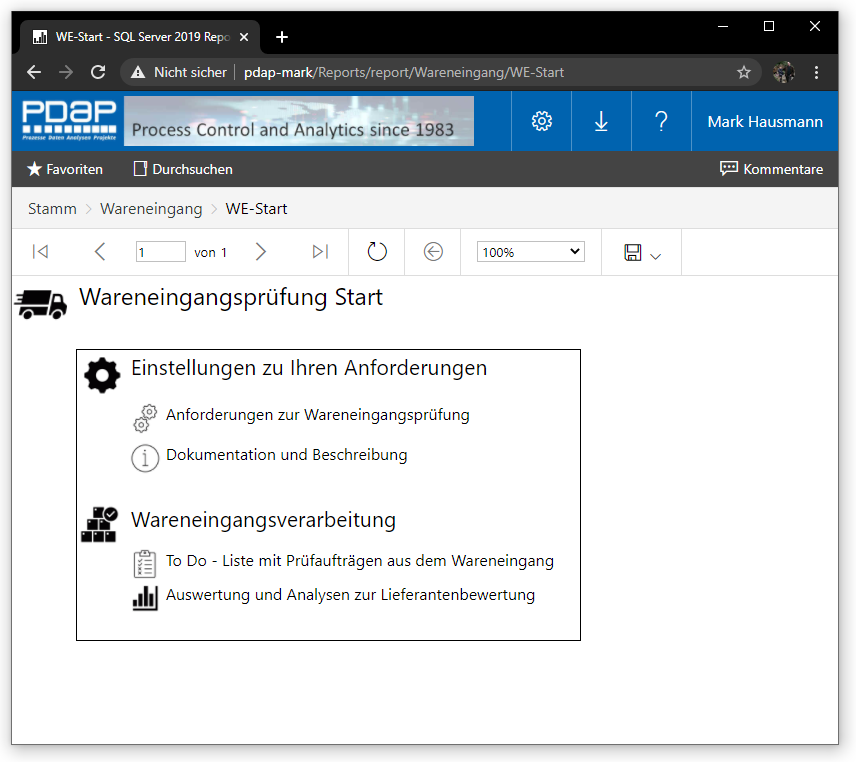 WE-Start - SQL Server 2019 Repo
Nicht sicher
pdap-mark/Reports/report/Wareneingang/WE-Start
PDAP
Prozesse Daten Analysen Projekte
Process Control and Analytics since 1983
?
Mark Hausmann
Favoriten
Durchsuchen
Kommentare
Stamm > Wareneingang > WE-Start
1 von 1
100%
Wareneingangsprüfung Start
Einstellungen zu Ihren Anforderungen
Anforderungen zur Wareneingangsprüfung
Dokumentation und Beschreibung
Wareneingangsverarbeitung
To Do - Liste mit Prüfaufträgen aus dem Wareneingang
Auswertung und Analysen zur Lieferantenbewertung